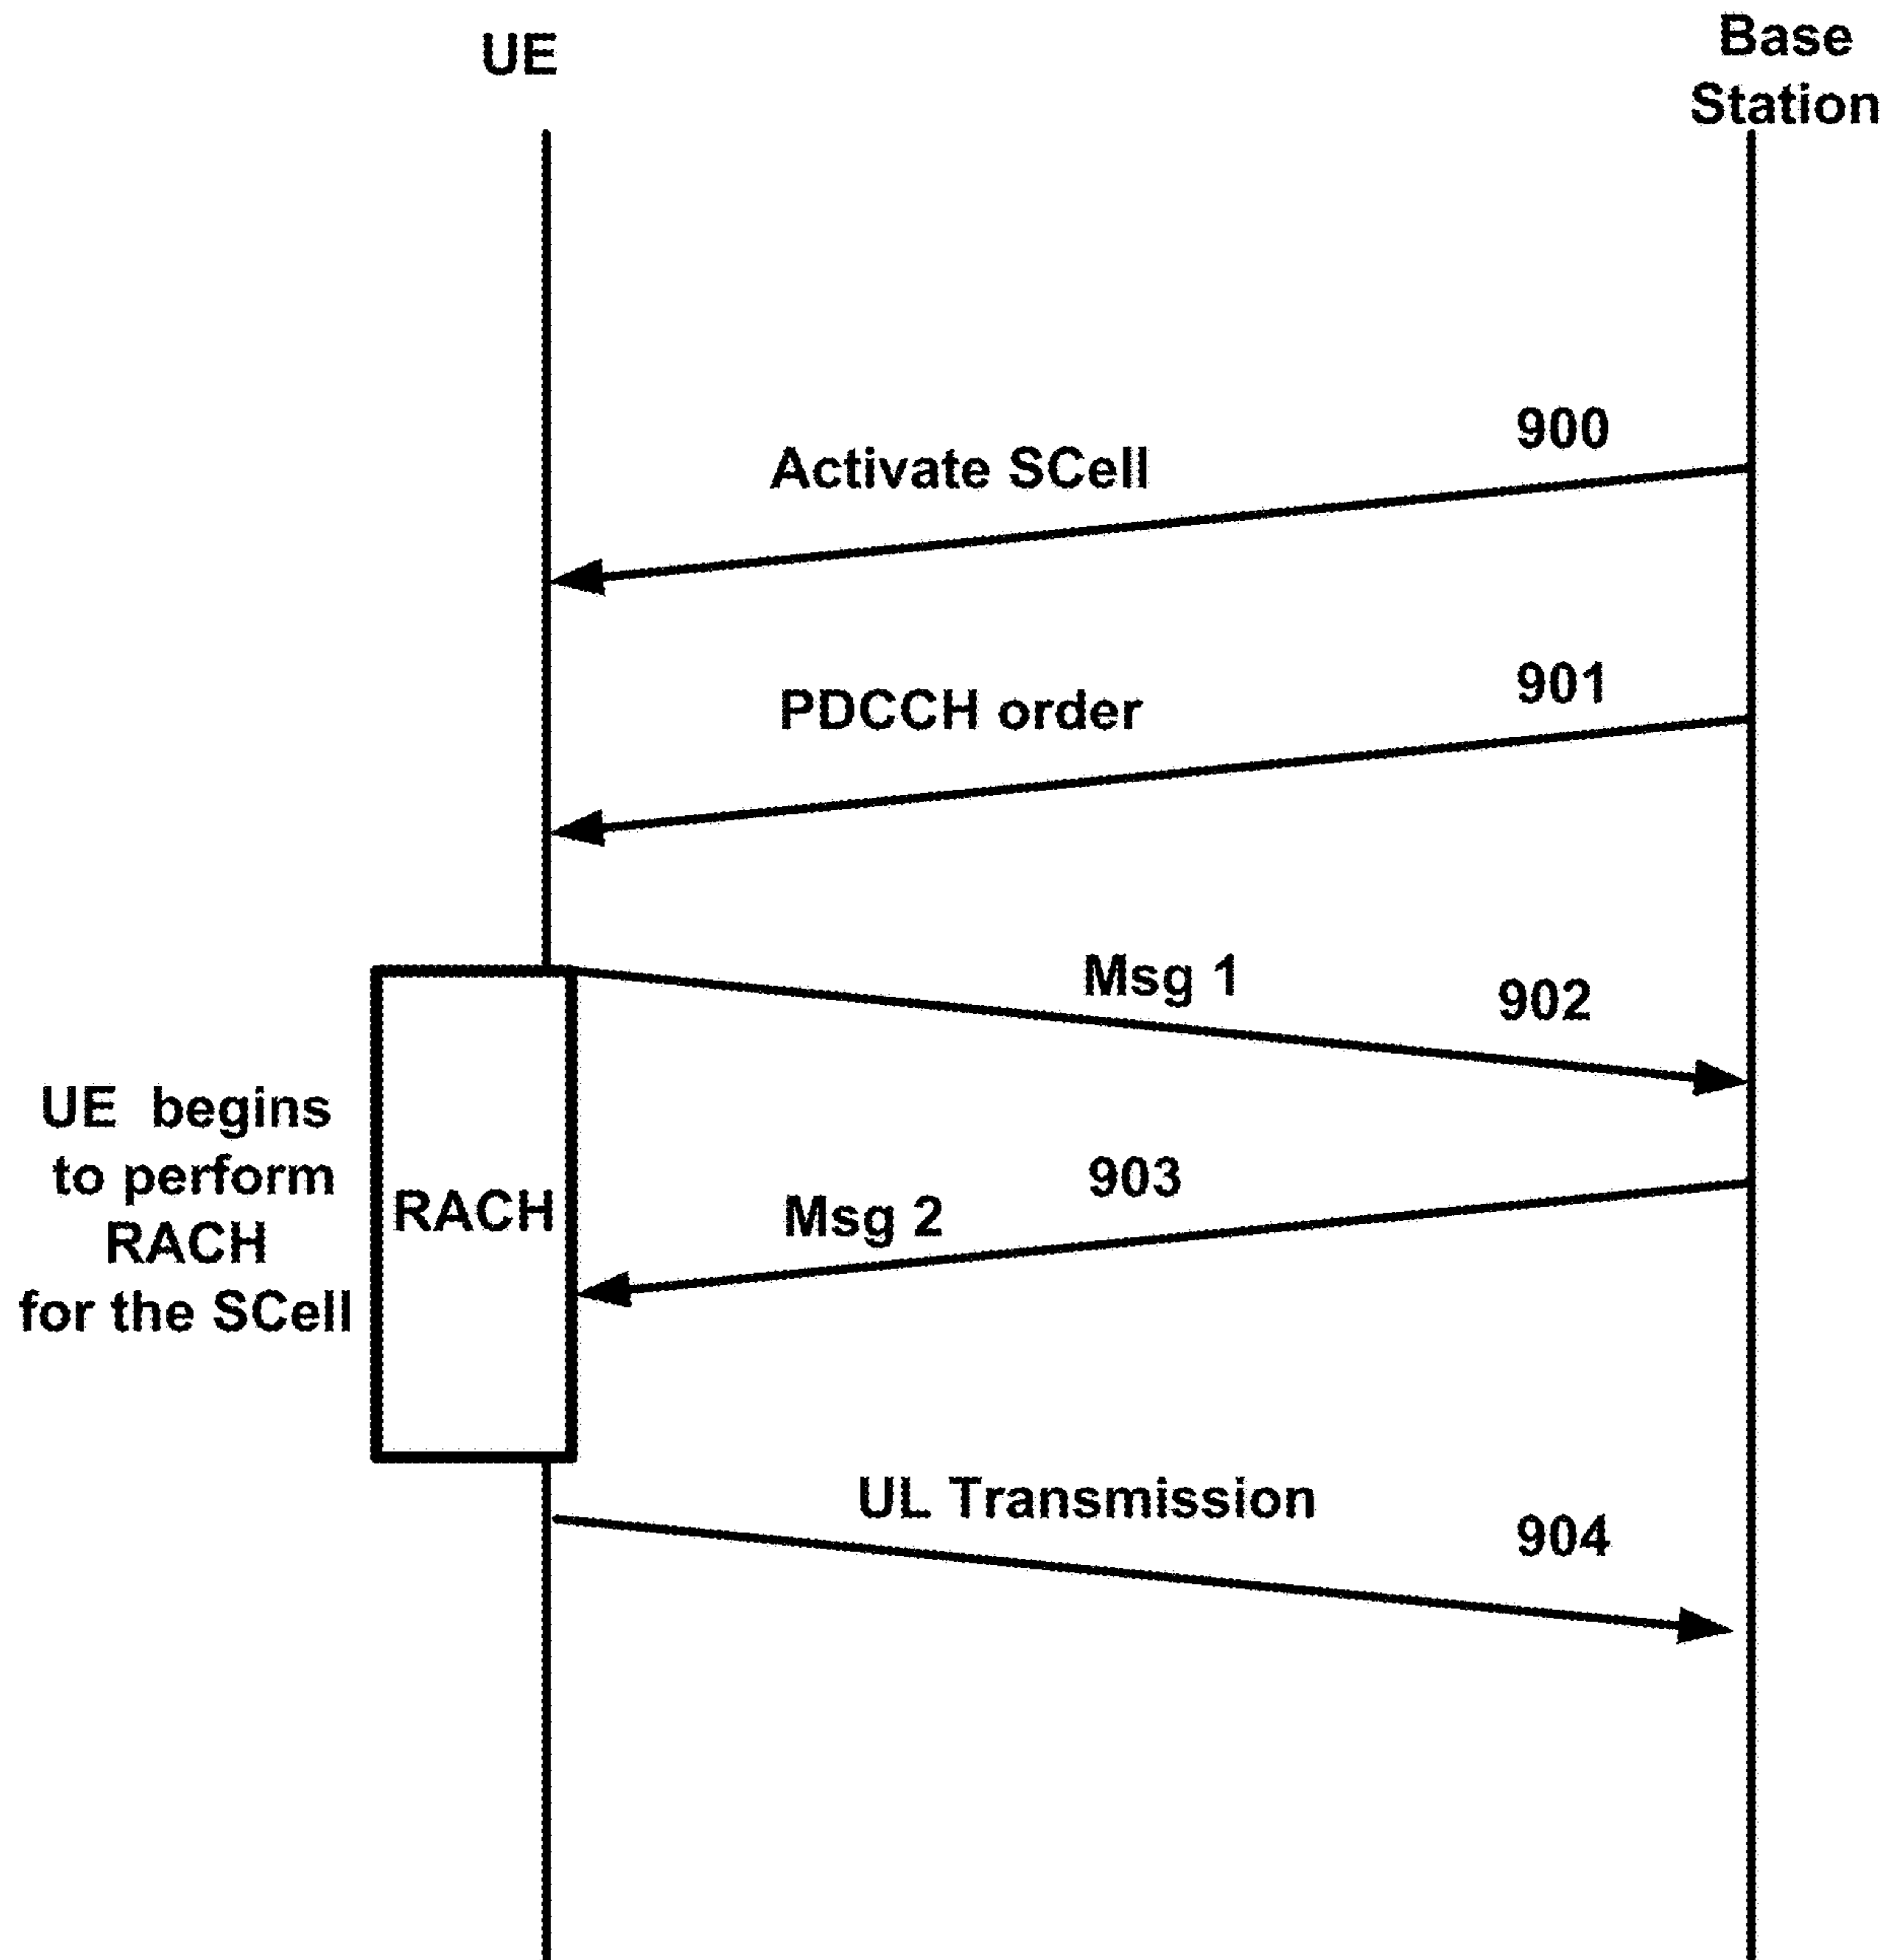 UE
Base
Station
900
Activate SCell
901
PDCCH order
Msg 1
902
UE begins
to perform
RACH
for the SCell
RACH
903
Msg 2
UL Transmission
904